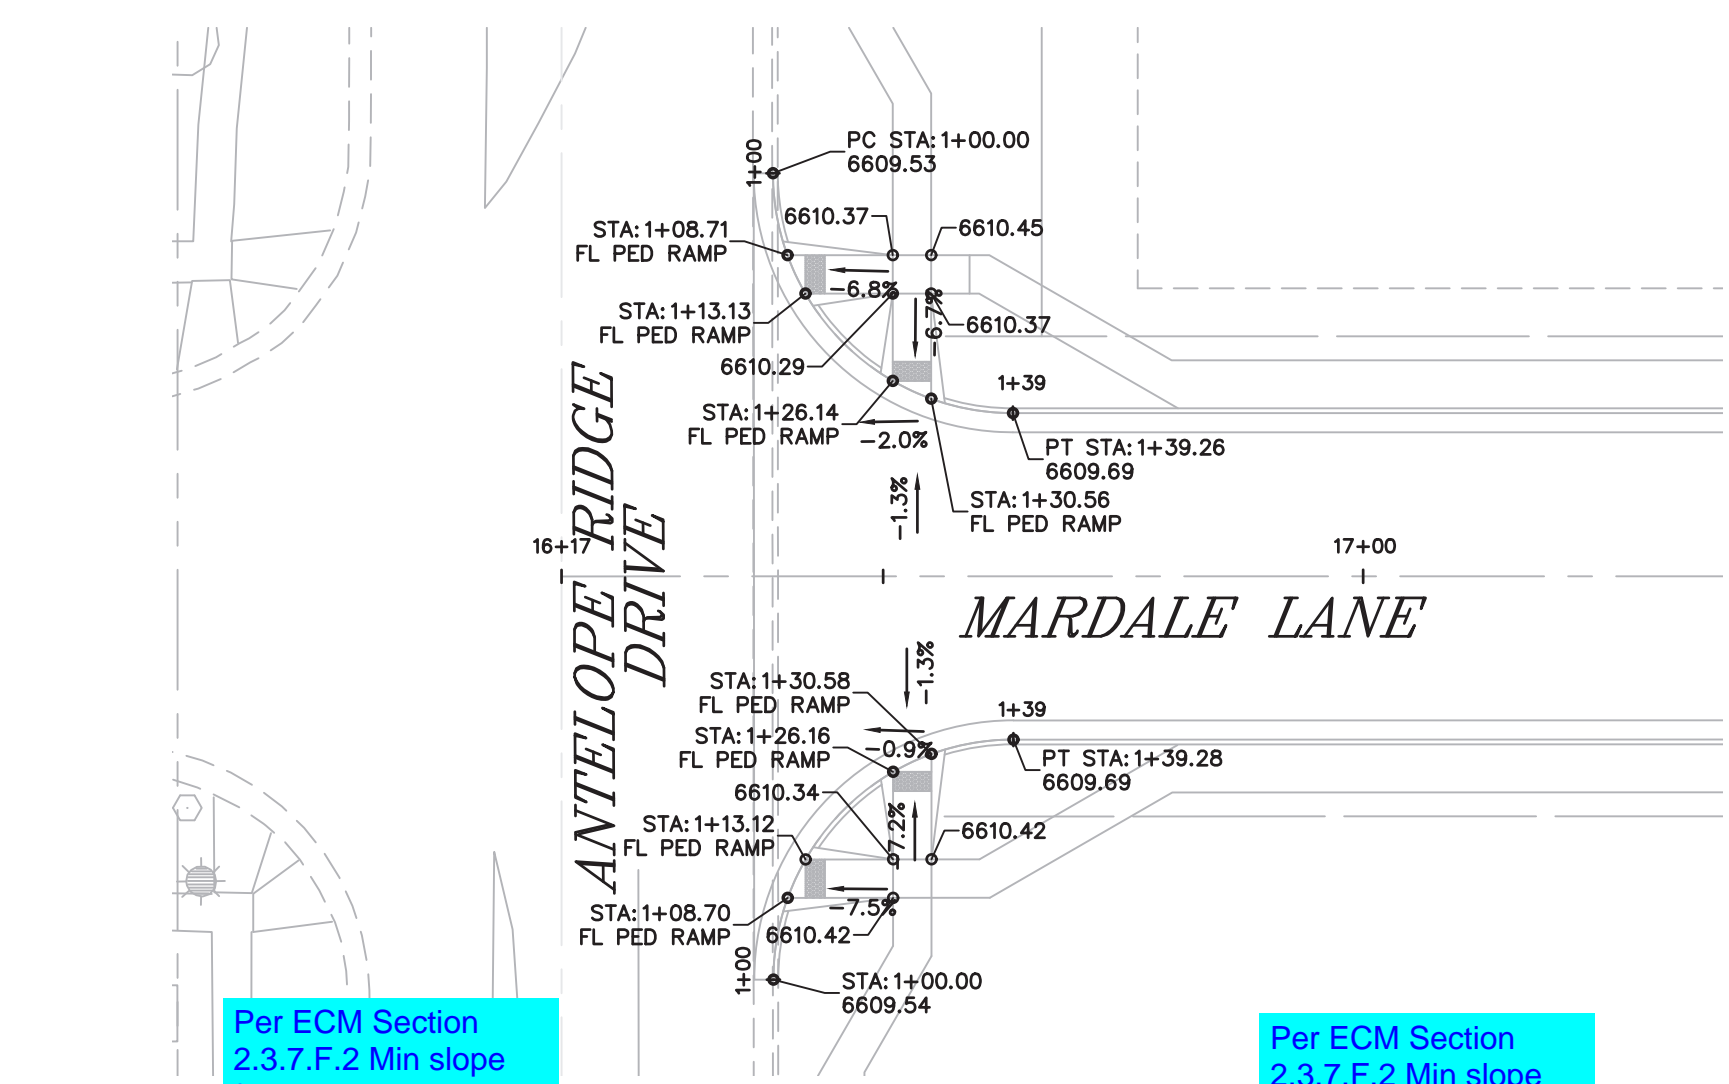 PC STA:1+00.00
6609.53
1+00
6610.37
6610.45
STA:1+08.71
FL PED RAMP
-6.8%
STA:1+13.13
FL PED RAMP
-6.7%
6610.37
6610.29
1+39
STA:1+26.14
FL PED RAMP
-2.0%
PT STA:1+39.26
6609.69
-1.3%
STA:1+30.56
FL PED RAMP
ANTELOPE RIDGE
DRIVE
16+17
17+00
MARDALE LANE
-1.3%
STA:1+30.58
FL PED RAMP
1+39
STA:1+26.16
FL PED RAMP
-0.9%
PT STA:1+39.28
6609.69
6610.34
-7.2%
STA:1+13.12
FL PED RAMP
6610.42
-7.5%
STA:1+08.70
FL PED RAMP
6610.42
1+00
STA:1+00.00
6609.54
Per ECM Section
2.3.7.F.2 Min slope
Per ECM Section
2.3.7.F.2 Min slope